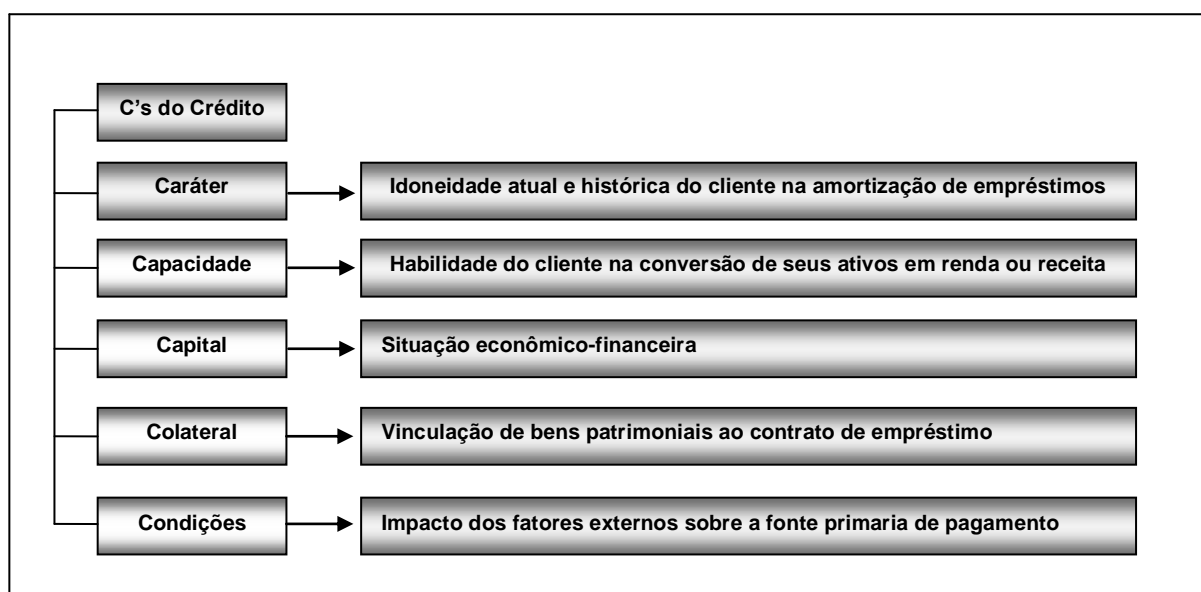 C's do Crédito
Caráter
Idoneidade atual e histórica do cliente na amortização de empréstimos
Capacidade
Habilidade do cliente na conversão de seus ativos em renda ou receita
Capital
Situação econômico-financeira
Colateral
Vinculação de bens patrimoniais ao contrato de empréstimo
Condições
Impacto dos fatores externos sobre a fonte primaria de pagamento